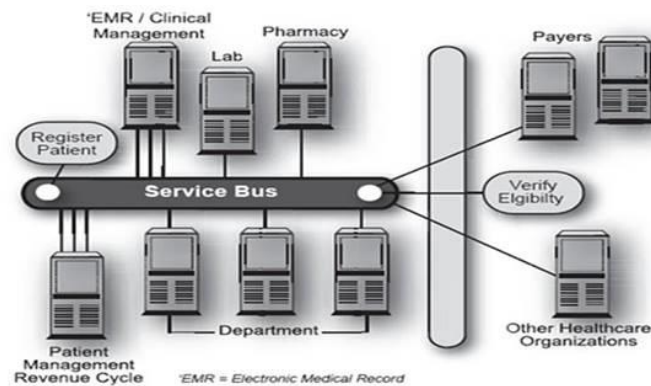 'EMR / Clinical
Management
Lab
Pharmacy
Payers
Register
Patient
Service Bus
Verify
Elgibilty
Department
Patient
Management
Revenue Cycle
Other Healthcare
Organizations
'EMR = Electronic Medical Record